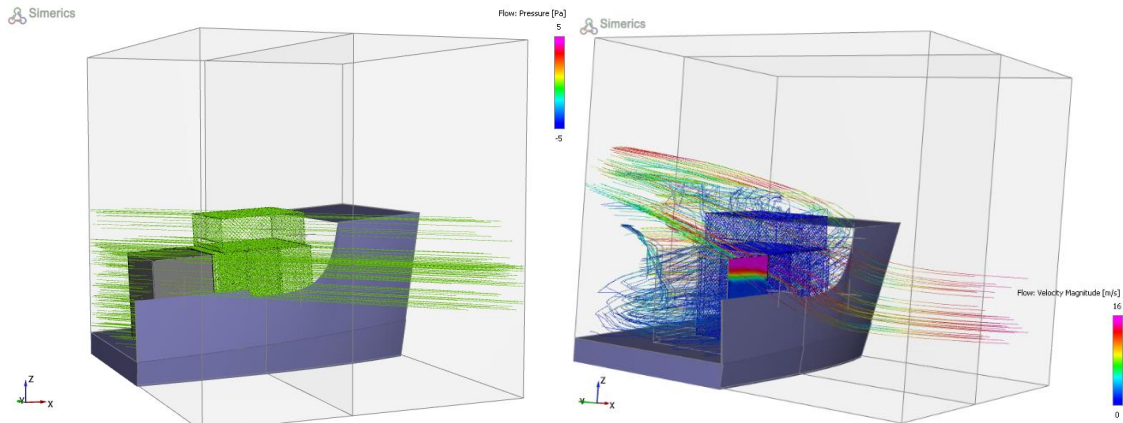 Simerics
Flow: Pressure [Pa]
5
-5
Z
Y
X
Simerics
Flow: Velocity Magnitude [m/s]
16
0
Z
Y
X